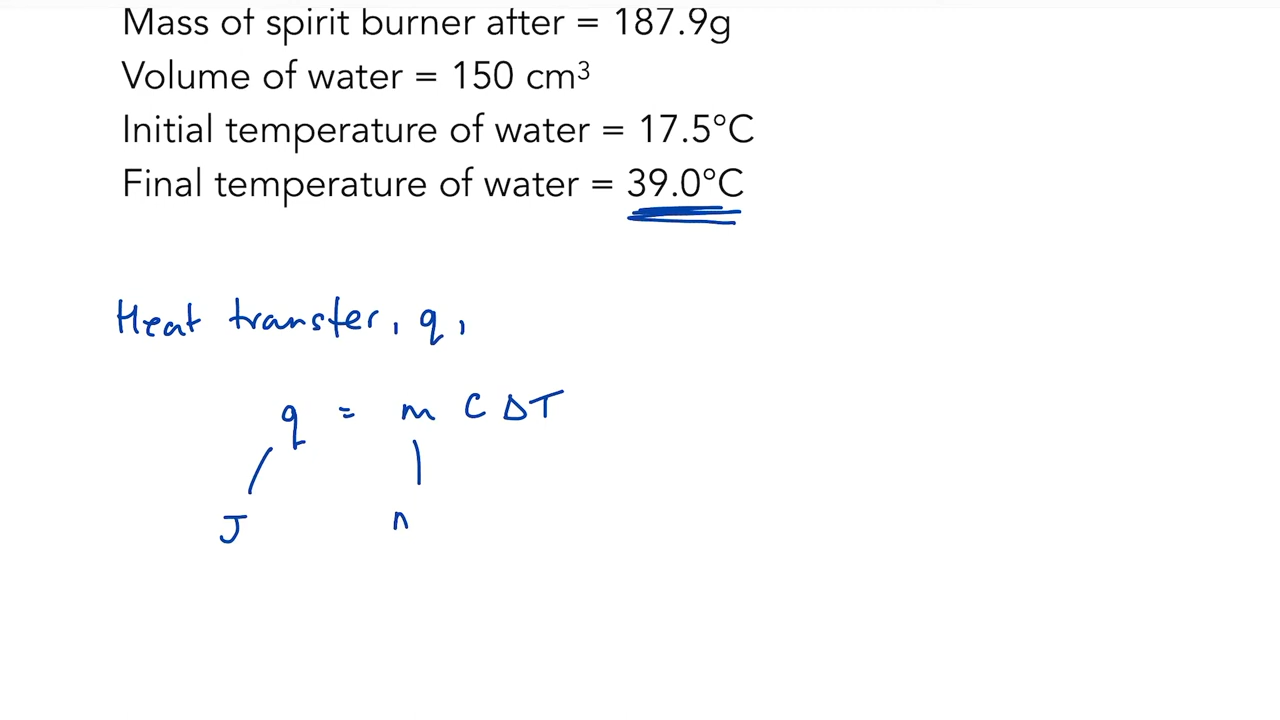 Mass of spirit burner after = 187.9g
Volume of water = 150 cm³
Initial temperature of water = 17.5°C
Final temperature of water = 39.0°C
Heat transfer, q,
q = m C ΔT
J n